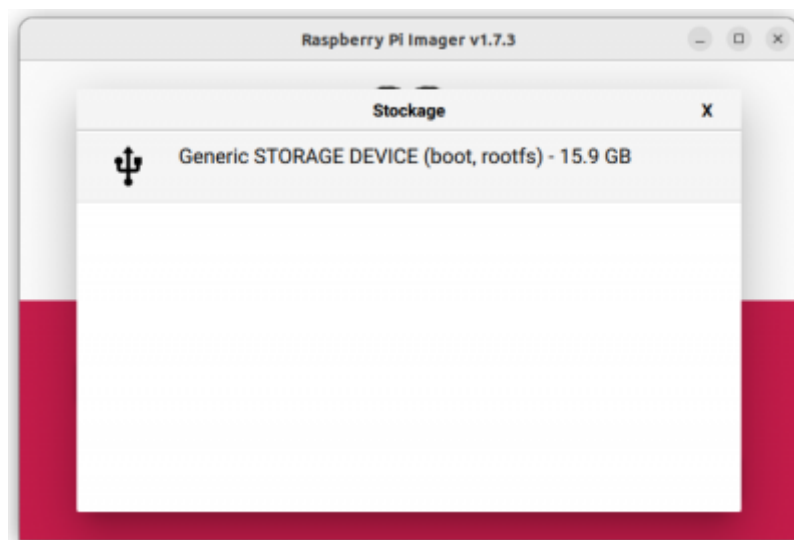 Raspberry Pi Imager v1.7.3
Stockage
X
Generic STORAGE DEVICE (boot, rootfs) - 15.9 GB